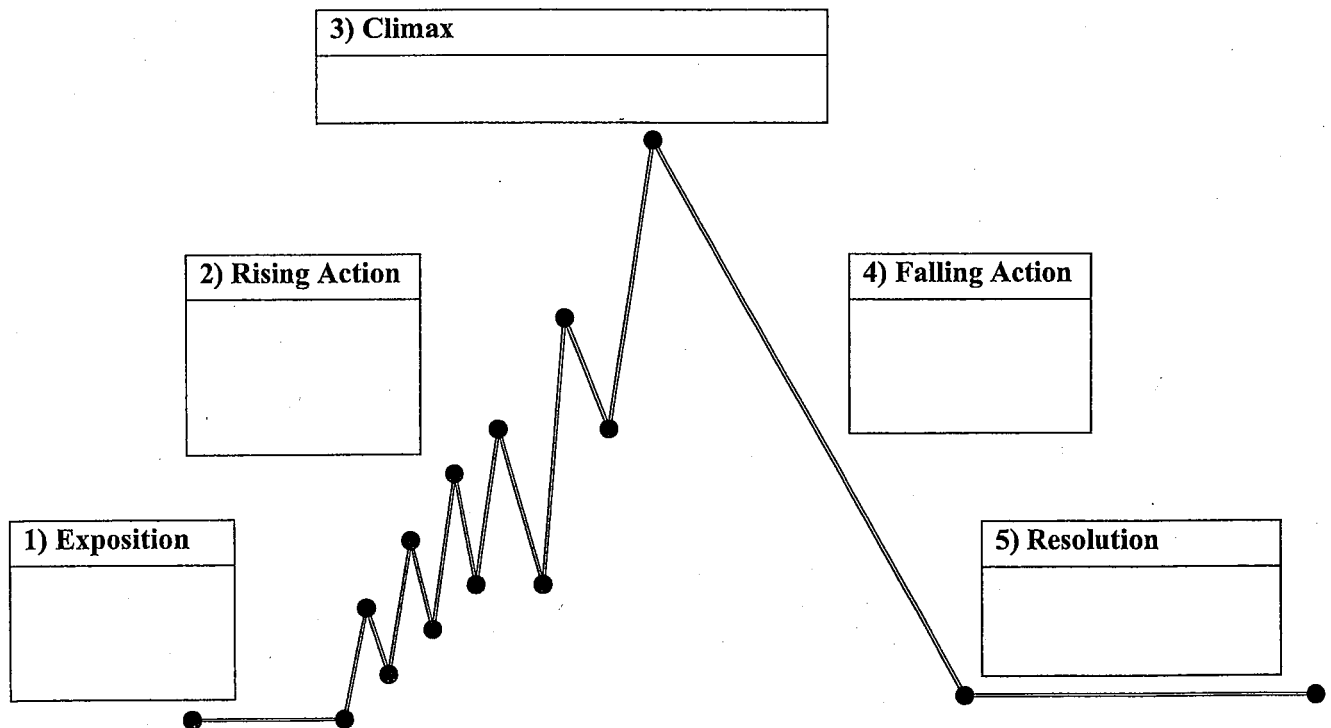 3) Climax
2) Rising Action
4) Falling Action
1) Exposition
5) Resolution